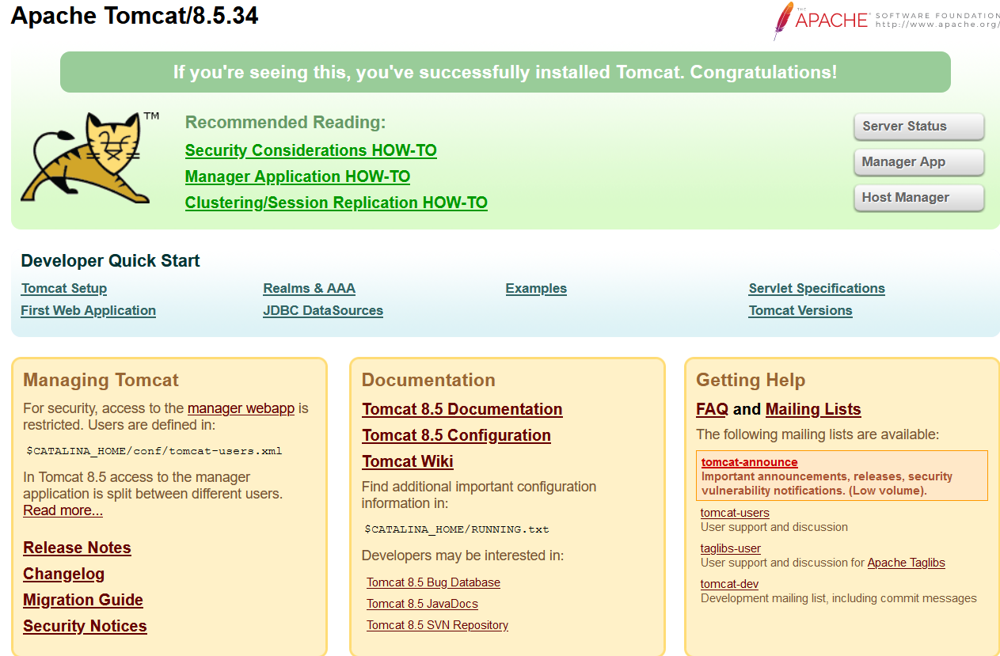 Apache Tomcat/8.5.34
THE
APACHE® SOFTWARE FOUNDATION
http://www.apache.org/
If you're seeing this, you've successfully installed Tomcat. Congratulations!
TM
Recommended Reading:
Security Considerations HOW-TO
Manager Application HOW-TO
Clustering/Session Replication HOW-TO
Server Status
Manager App
Host Manager
Developer Quick Start
Tomcat Setup
First Web Application
Realms & AAA
JDBC DataSources
Examples
Servlet Specifications
Tomcat Versions
Managing Tomcat
For security, access to the manager webapp is
restricted. Users are defined in:
$CATALINA_HOME/conf/tomcat-users.xml
In Tomcat 8.5 access to the manager
application is split between different users.
Read more...
Release Notes
Changelog
Migration Guide
Security Notices
Documentation
Tomcat 8.5 Documentation
Tomcat 8.5 Configuration
Tomcat Wiki
Find additional important configuration
information in:
$CATALINA_HOME/RUNNING.txt
Developers may be interested in:
Tomcat 8.5 Bug Database
Tomcat 8.5 JavaDocs
Tomcat 8.5 SVN Repository
Getting Help
FAQ and Mailing Lists
The following mailing lists are available:
tomcat-announce
Important announcements, releases, security
vulnerability notifications. (Low volume).
tomcat-users
User support and discussion
taglibs-user
User support and discussion for Apache Taglibs
tomcat-dev
Development mailing list, including commit messages